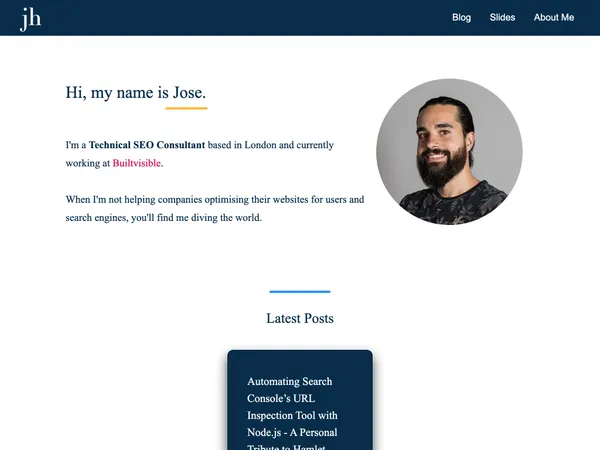 jh
Blog Slides About Me
Hi, my name is Jose.
I'm a Technical SEO Consultant based in London and currently
working at Builtvisible.
When I'm not helping companies optimising their websites for users and
search engines, you'll find me diving the world.
Latest Posts
Automating Search
Console's URL
Inspection Tool with
Node.js - A Personal
Tribute to Hamlet